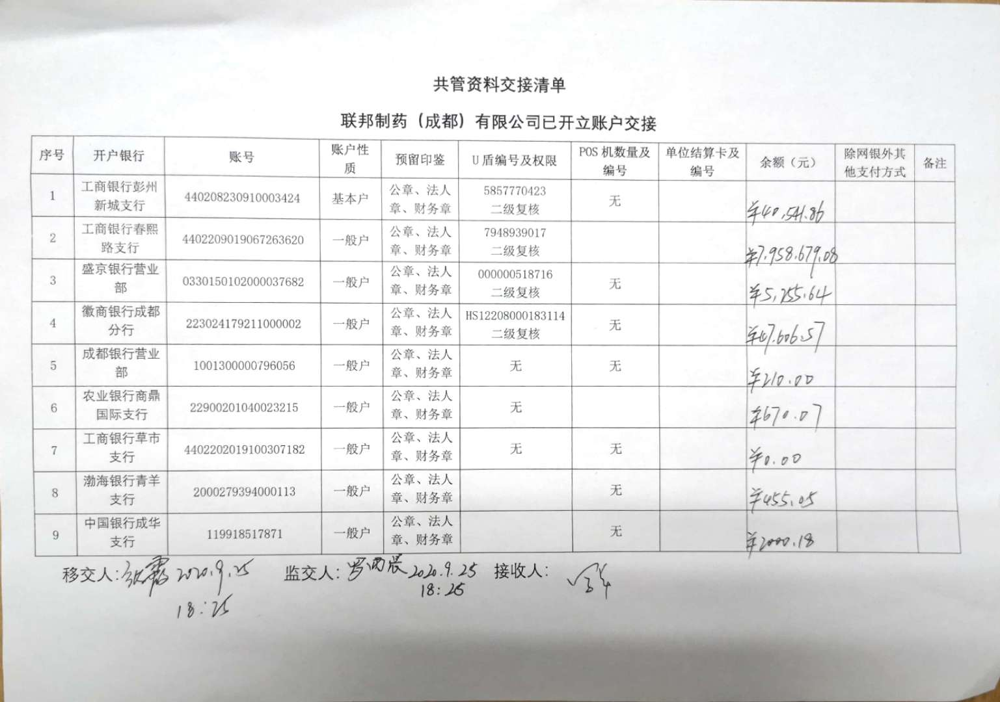 共管资料交接清单
联邦制药（成都）有限公司已开立账户交接
序号 开户银行 账号 账户性质 预留印鉴 U盾编号及权限 POS机数量及编号 单位结算卡及编号 余额（元） 除网银外其他支付方式 备注
1 工商银行彭州新城支行 440208230910003424 基本户 公章、法人章、财务章 5857770423 二级复核 无 ¥40,541.86
2 工商银行春熙路支行 4402209019067263620 一般户 公章、法人章、财务章 7948939017 二级复核 ¥7,958,679.08
3 盛京银行营业部 0330150102000037682 一般户 公章、法人章、财务章 000000518716 二级复核 无 ¥5,255.64
4 徽商银行成都分行 223024179211000002 一般户 公章、法人章、财务章 HS12208000183114 二级复核 无 ¥47,606.57
5 成都银行营业部 1001300000796056 一般户 公章、法人章、财务章 无 无 ¥210.00
6 农业银行商鼎国际支行 22900201040023215 一般户 公章、法人章、财务章 无 ¥670.07
7 工商银行草市支行 4402202019100307182 一般户 公章、法人章、财务章 无 无 ¥0.00
8 渤海银行青羊支行 2000279394000113 一般户 公章、法人章、财务章 无 ¥455.05
9 中国银行成华支行 119918517871 一般户 公章、法人章、财务章 无 ¥2000.18
移交人: 2020.9.25 监交人: 2020.9.25 接收人:
18:25 18:25